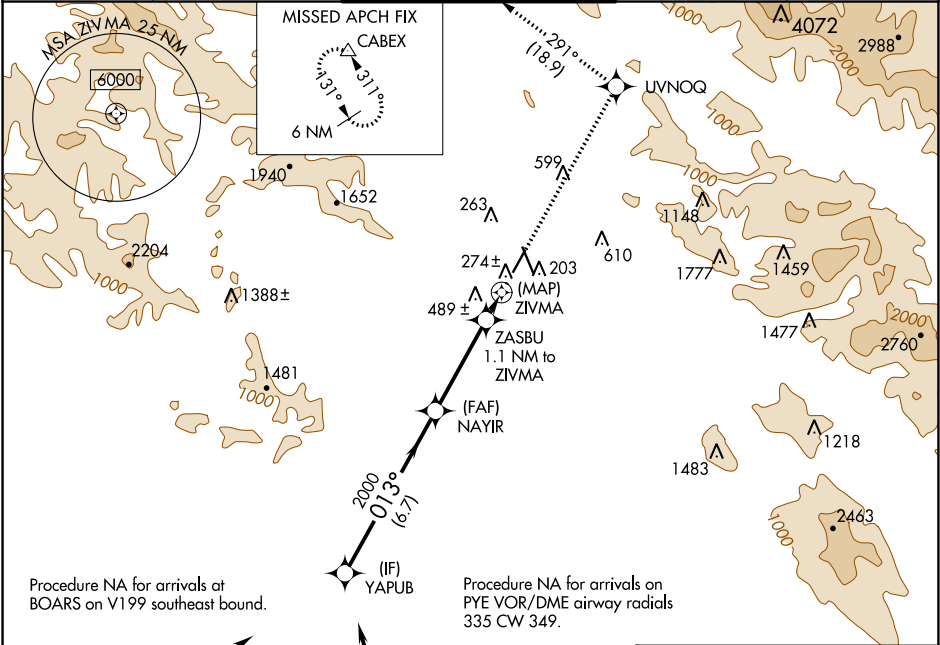 MSA ZIVMA 25 NM
6000
MISSED APCH FIX
CABEX
131°
311°
6 NM
291°
(18.9)
UVNOQ
1000
4072
2988
2000
1940
1652
599
1000
263
1148
2204
610
1777
1459
1000
274±
203
1388±
(MAP)
ZIVMA
489 ±
1477
2000
2760
ZASBU
1.1 NM to
ZIVMA
1481
1000
(FAF)
NAYIR
1218
1483
2000
013°
(6.7)
2463
1000
(IF)
YAPUB
Procedure NA for arrivals at
BOARS on V199 southeast bound.
Procedure NA for arrivals on
PYE VOR/DME airway radials
335 CW 349.